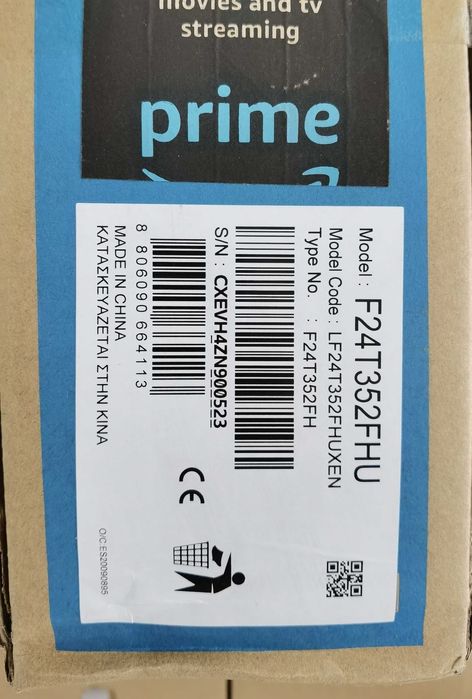 movies and tv
streaming
prime
Model : F24T352FHU
Model Code : LF24T352FHUXEN
Type No. : F24T352FH
S/N : CXEVH4ZN900523
8 806090 664113
MADE IN CHINA
ΚΑΤΑΣΚΕΥΑΖΕΤΑΙ ΣΤΗΝ ΚΙΝΑ
CE
O/C:ES20090895